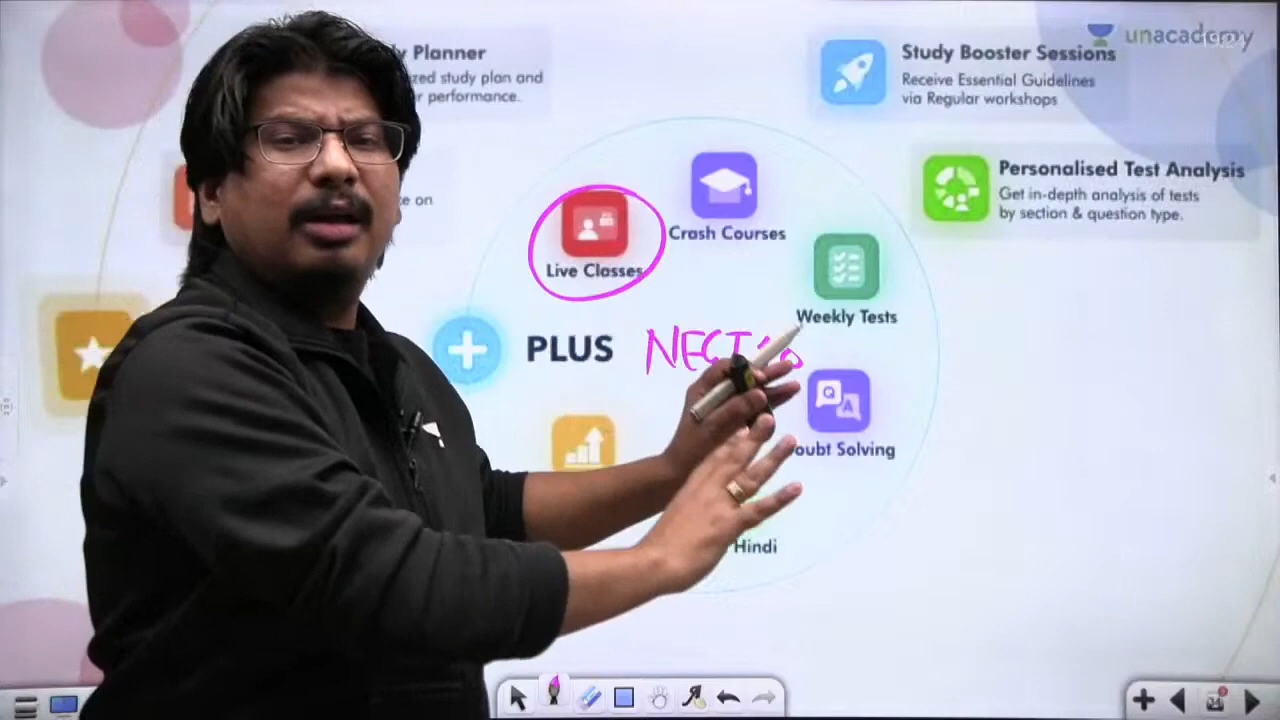 Planner
unacademy
zed study plan and
r performance.
Study Booster Sessions
Receive Essential Guidelines
via Regular workshops
Personalised Test Analysis
Get in-depth analysis of tests
by section & question type.
e on
Crash Courses
Live Classes
Weekly Tests
PLUS
Q
A
oubt Solving
Hindi